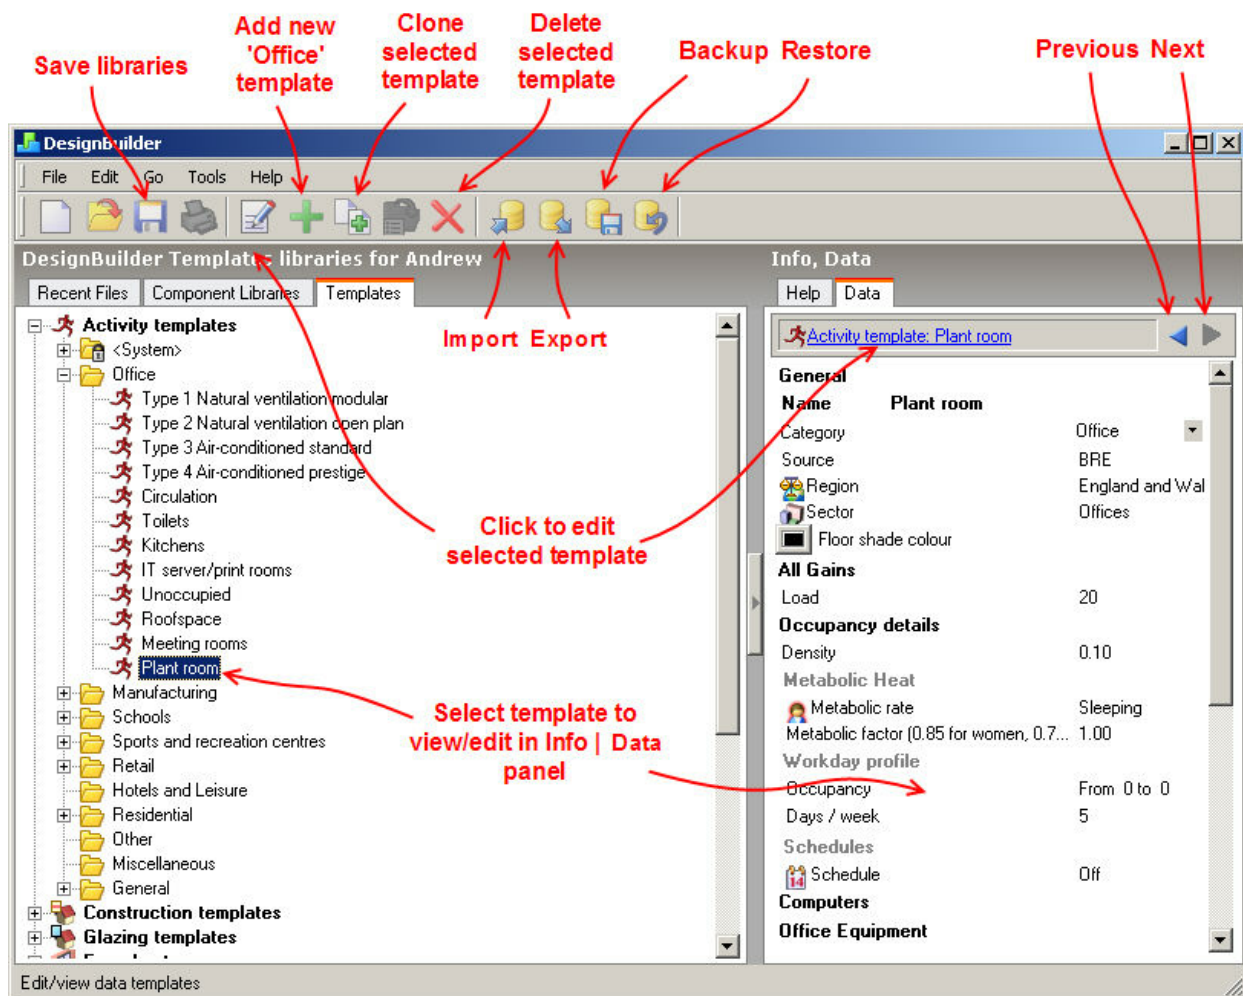 Save libraries
Add new
'Office'
template
Clone
selected
template
Delete
selected
template
Backup Restore
Previous Next
DesignBuilder
File Edit Go Tools Help
DesignBuilder Templates libraries for Andrew
Recent Files Component Libraries Templates
Import Export
Activity templates
<System>
Office
Type 1 Natural ventilation modular
Type 2 Natural ventilation open plan
Type 3 Air-conditioned standard
Type 4 Air-conditioned prestige
Circulation
Toilets
Kitchens
IT server/print rooms
Unoccupied
Roofspace
Meeting rooms
Plant room
Manufacturing
Schools
Sports and recreation centres
Retail
Hotels and Leisure
Residential
Other
Miscellaneous
General
Construction templates
Glazing templates
Click to edit
selected template
Select template to
view/edit in Info | Data
panel
Info, Data
Help Data
Activity template: Plant room
General
Name Plant room
Category Office
Source BRE
Region England and Wal
Sector Offices
Floor shade colour
All Gains
Load 20
Occupancy details
Density 0.10
Metabolic Heat
Metabolic rate Sleeping
Metabolic factor (0.85 for women, 0.7... 1.00
Workday profile
Occupancy From 0 to 0
Days / week 5
Schedules
14 Schedule Off
Computers
Office Equipment
Edit/view data templates